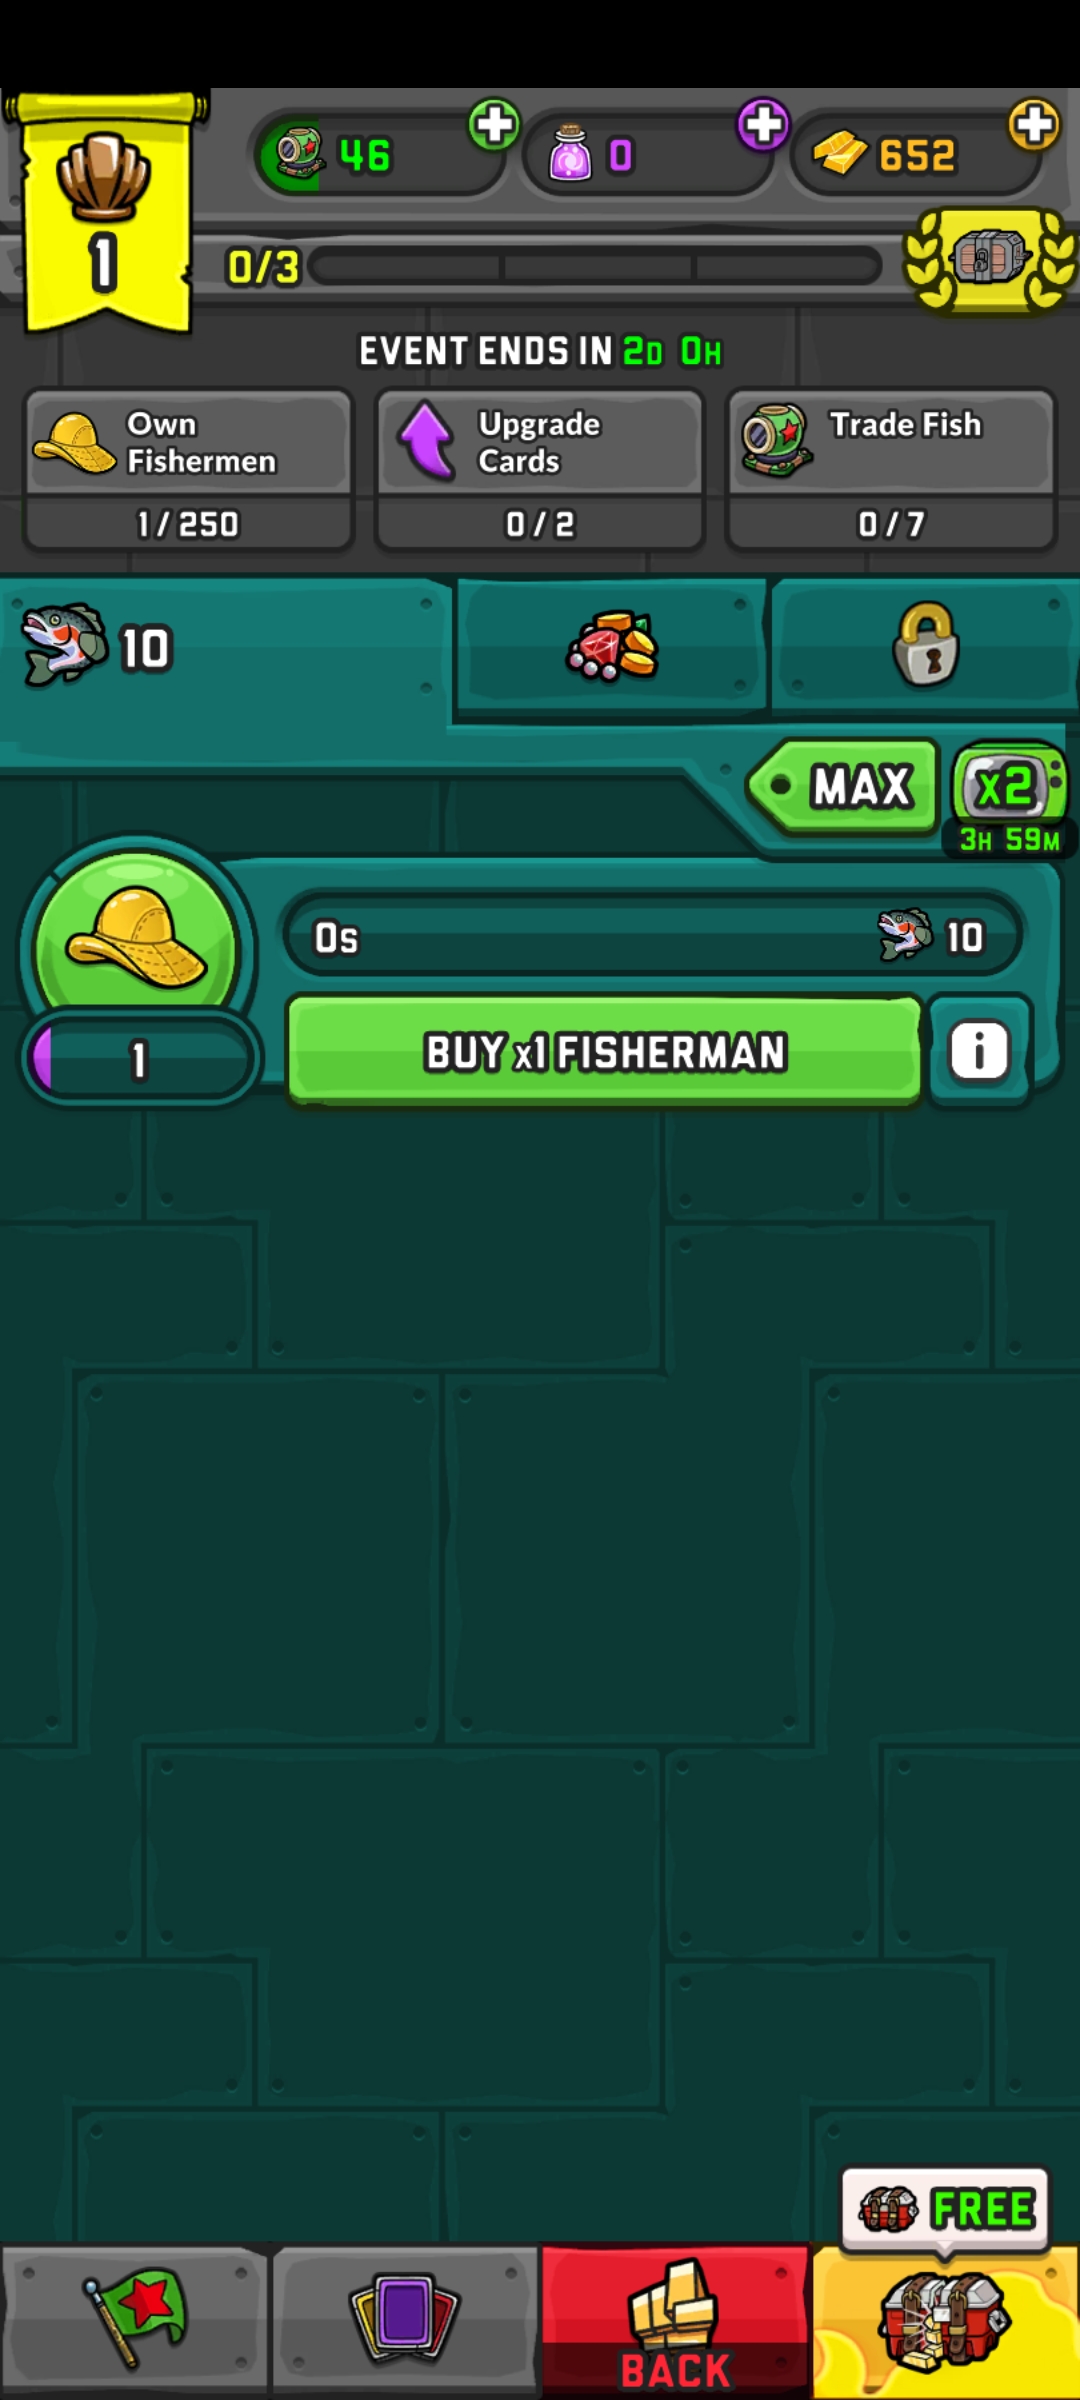 46
0
652
1
0/3
EVENT ENDS IN 2D 0H
Own
Fishermen
1/250
Upgrade
Cards
0/2
Trade Fish
0/7
10
MAX
x2
3H 59M
0s
10
1
BUY x1 FISHERMAN
i
FREE
BACK